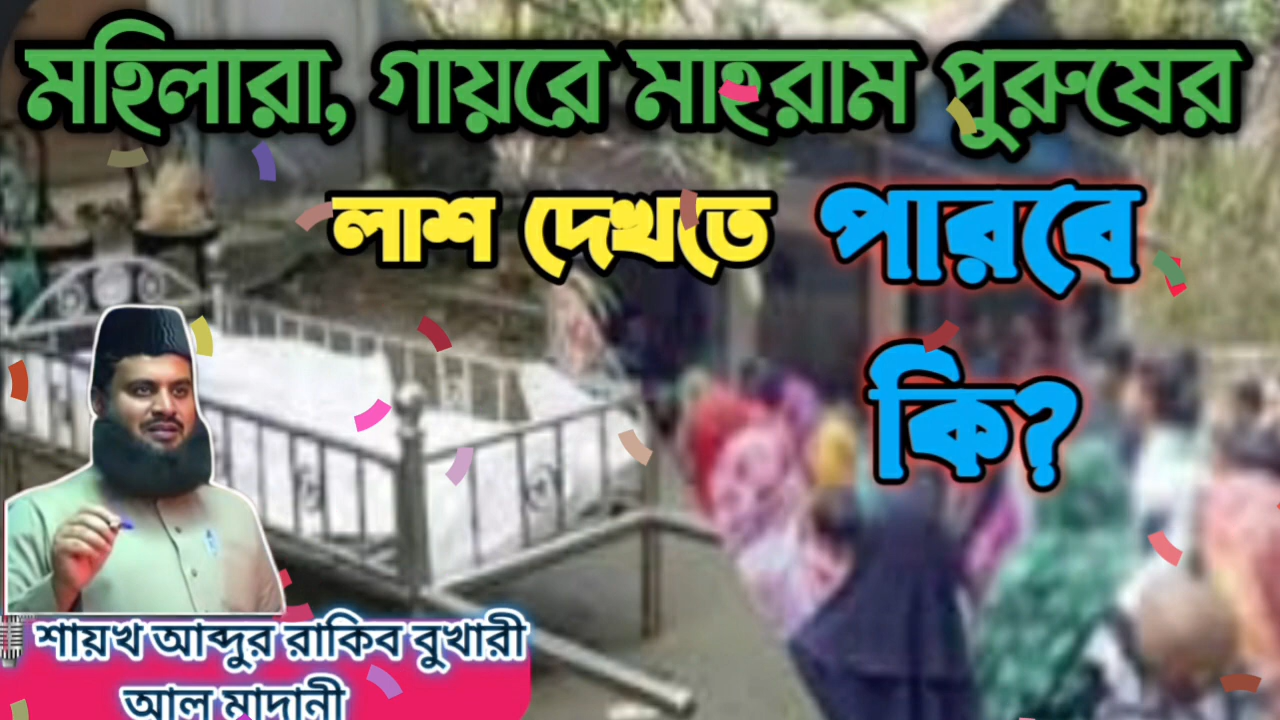 মহিলারা, গায়রে মাহরাম পুরুষের
লাশ দেখতে পারবে
কি?
শায়খ আব্দুর রাকিব বুখারী
আল মাদানী